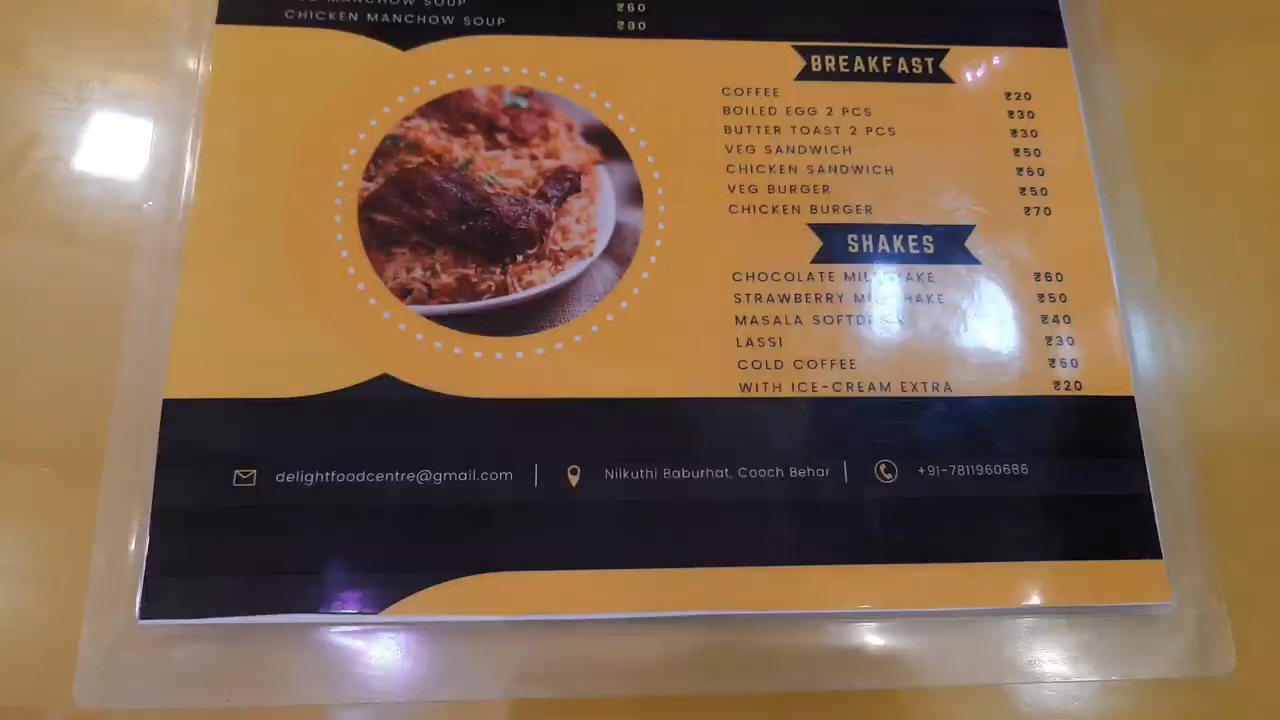 MANCHOW SOUP ₹60
CHICKEN MANCHOW SOUP ₹80
BREAKFAST
COFFEE ₹20
BOILED EGG 2 PCS ₹30
BUTTER TOAST 2 PCS ₹30
VEG SANDWICH ₹50
CHICKEN SANDWICH ₹60
VEG BURGER ₹50
CHICKEN BURGER ₹70
SHAKES
CHOCOLATE MILKSHAKE ₹60
STRAWBERRY MILKSHAKE ₹50
MASALA SOFTDRINK ₹40
LASSI ₹30
COLD COFFEE ₹60
WITH ICE-CREAM EXTRA ₹20
delightfoodcentre@gmail.com | Nilkuthi Baburhat, Cooch Behar | +91-7811960686